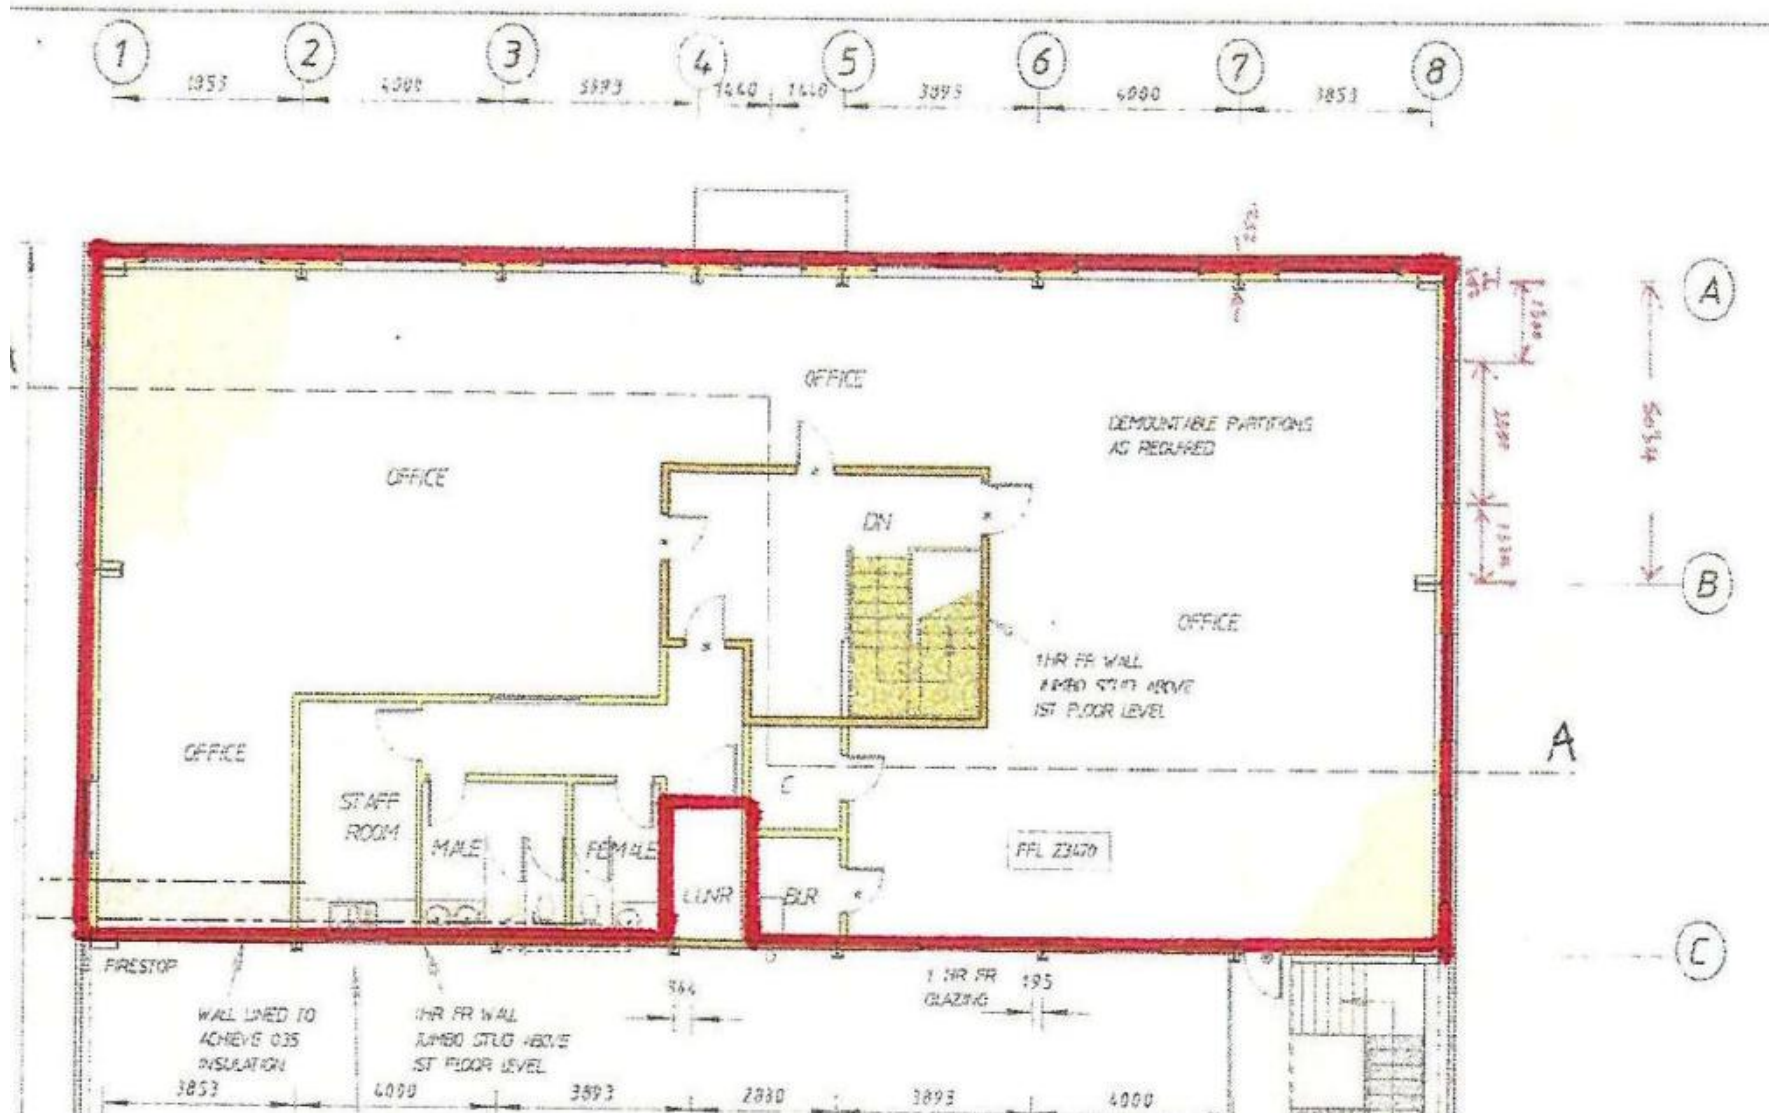 1 2 3 4 5 6 7 8
1853 4000 3893 1440 1440 3893 4000 3853
A
1300
OFFICE
DEMOUNTABLE PARTITIONS
AS REQUIRED
OFFICE
DN
B
OFFICE
1HR FR WALL
JUMBO STUD ABOVE
1ST FLOOR LEVEL
OFFICE
A
STAFF
ROOM
C
MALE
FEMALE
FFL 23470
BLR
C
FIRESTOP
1 HR FR
GLAZING
344
195
WALL LINED TO
ACHIEVE 035
INSULATION
1HR FR WALL
JUMBO STUD ABOVE
1ST FLOOR LEVEL
3853 4000 3893 2880 3893 4000